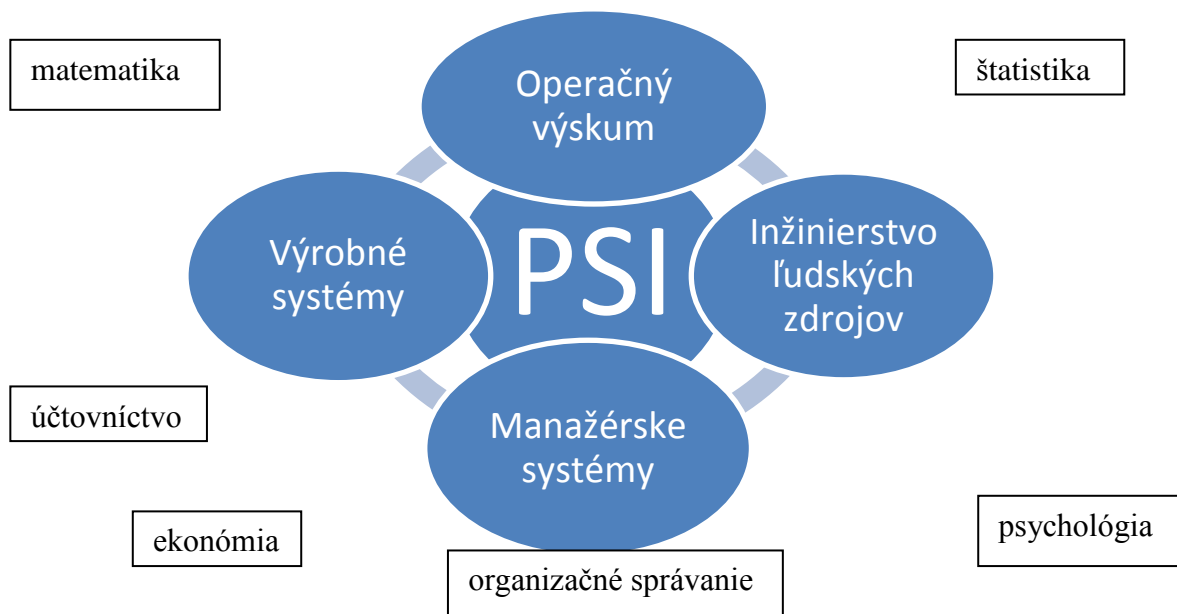 matematika
Operačný
výskum
štatistika
Výrobné
systémy
PSI
Inžinierstvo
ľudských
zdrojov
účtovníctvo
Manažérske
systémy
ekonómia
organizačné správanie
psychológia